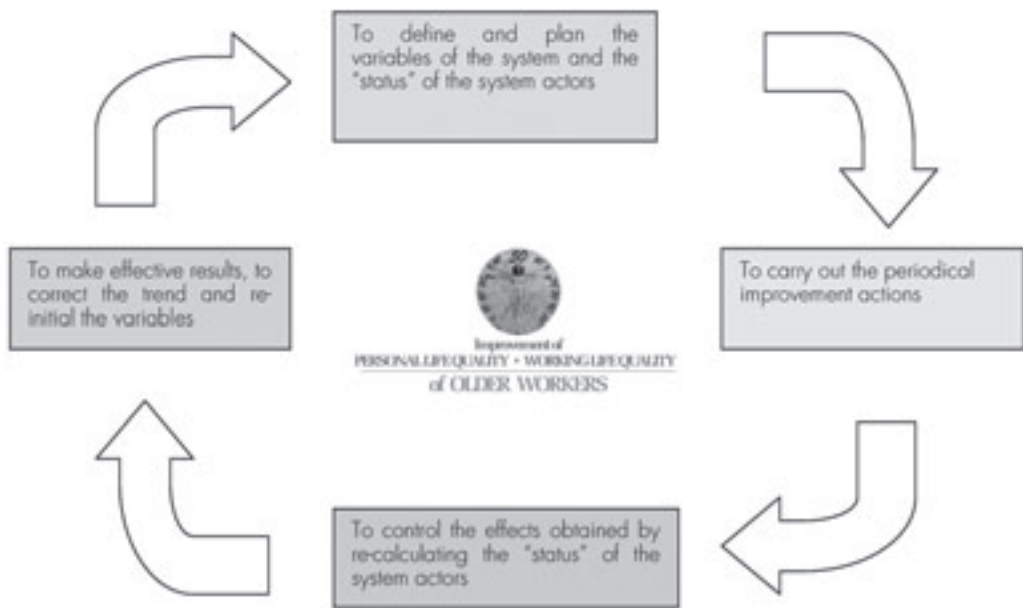 To define and plan the
variables of the system and the
"status" of the system actors
To make effective results, to
correct the trend and re-
initial the variables
To carry out the periodical
improvement actions
Improvement of
PERSONAL LIFE QUALITY + WORKING LIFE QUALITY
of OLDER WORKERS
To control the effects obtained by
re-calculating the "status" of the
system actors